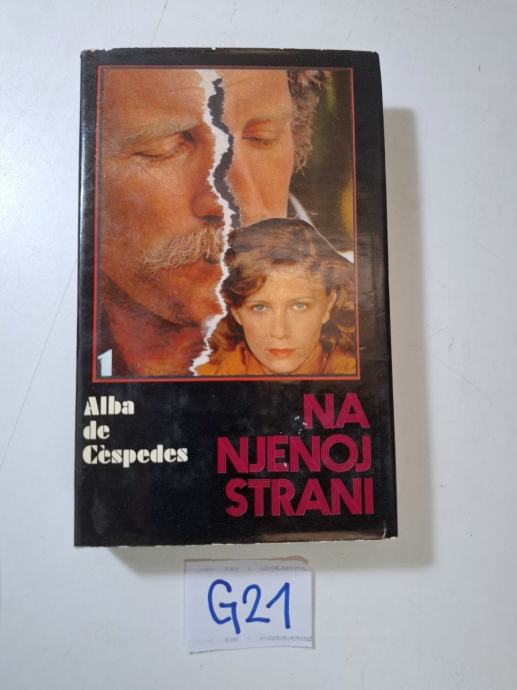 1
Alba
de
Cèspedes
NA
NJENOJ
STRANI
G21